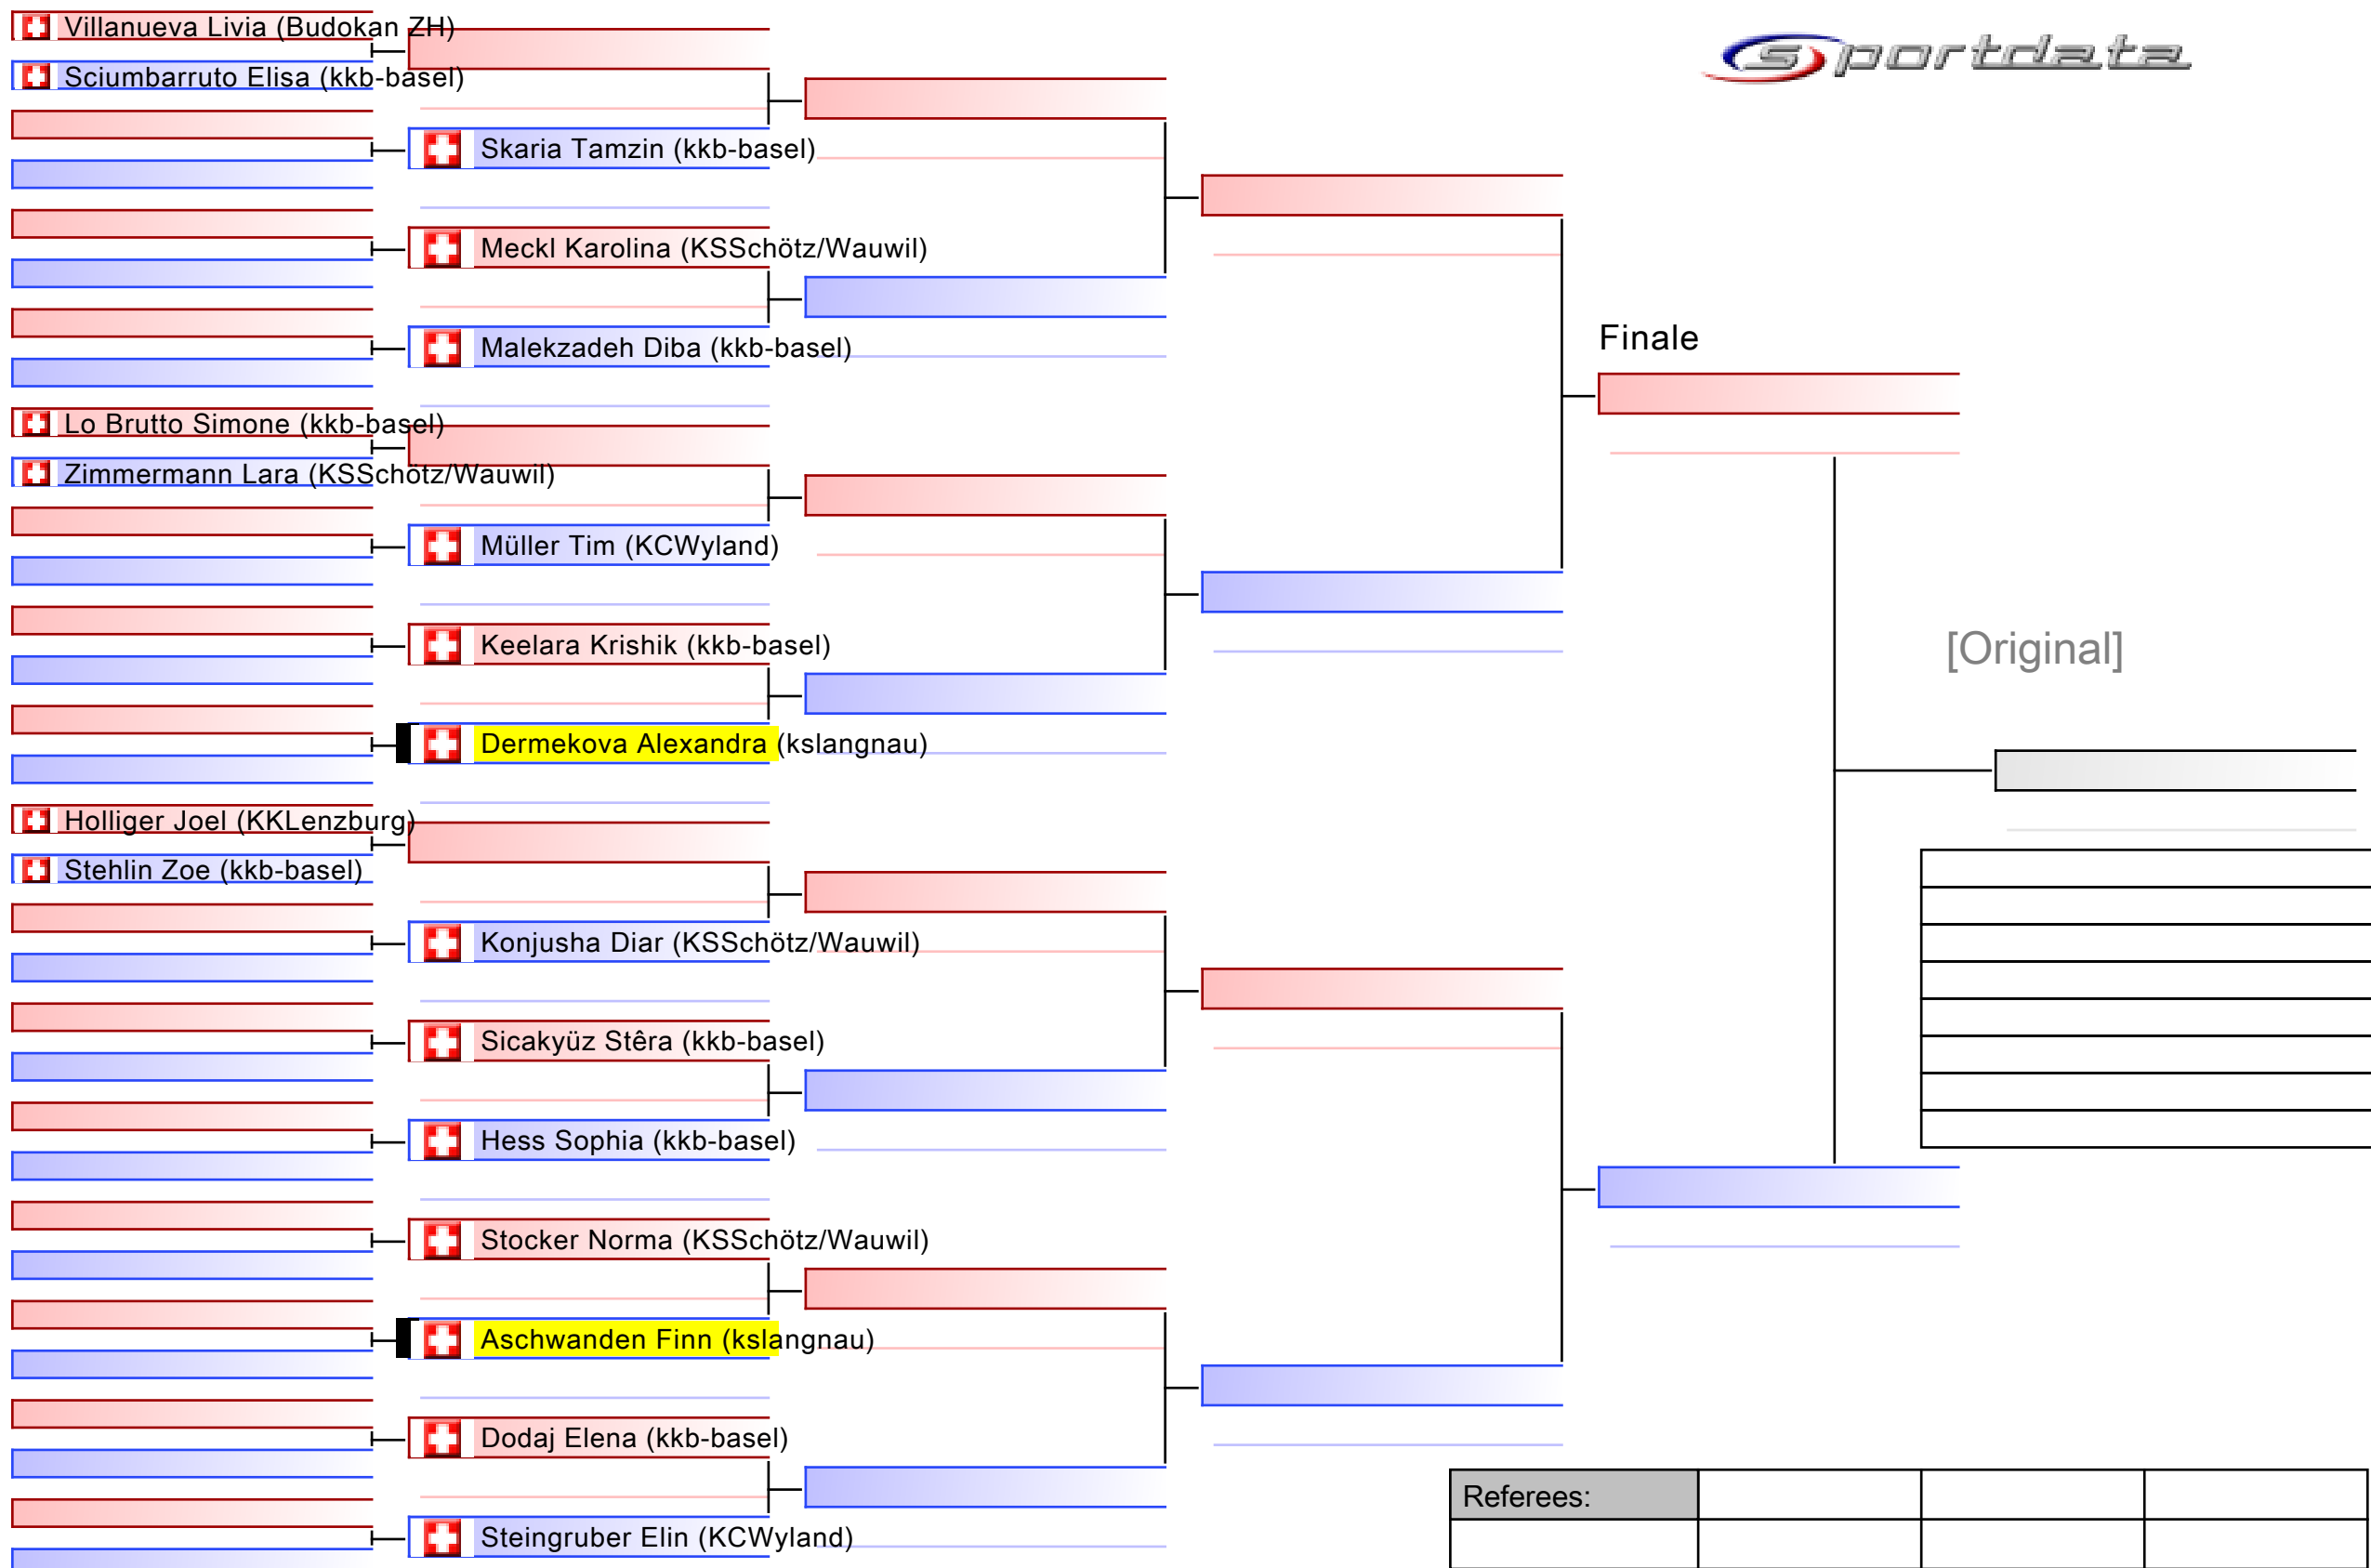 Villanueva Livia (Budokan ZH)
Sciumbarruto Elisa (kkb-basel)
sportdata
Skaria Tamzin (kkb-basel)
Meckl Karolina (KSSchötz/Wauwil)
Malekzadeh Diba (kkb-basel)
Finale
Lo Brutto Simone (kkb-basel)
Zimmermann Lara (KSSchötz/Wauwil)
Müller Tim (KCWyland)
Keelara Krishik (kkb-basel)
[Original]
Dermekova Alexandra (kslangnau)
Holliger Joel (KKLenzburg)
Stehlin Zoe (kkb-basel)
Konjusha Diar (KSSchötz/Wauwil)
Sicakyüz Stêra (kkb-basel)
Hess Sophia (kkb-basel)
Stocker Norma (KSSchötz/Wauwil)
Aschwanden Finn (kslangnau)
Dodaj Elena (kkb-basel)
Referees:
Steingruber Elin (KCWyland)